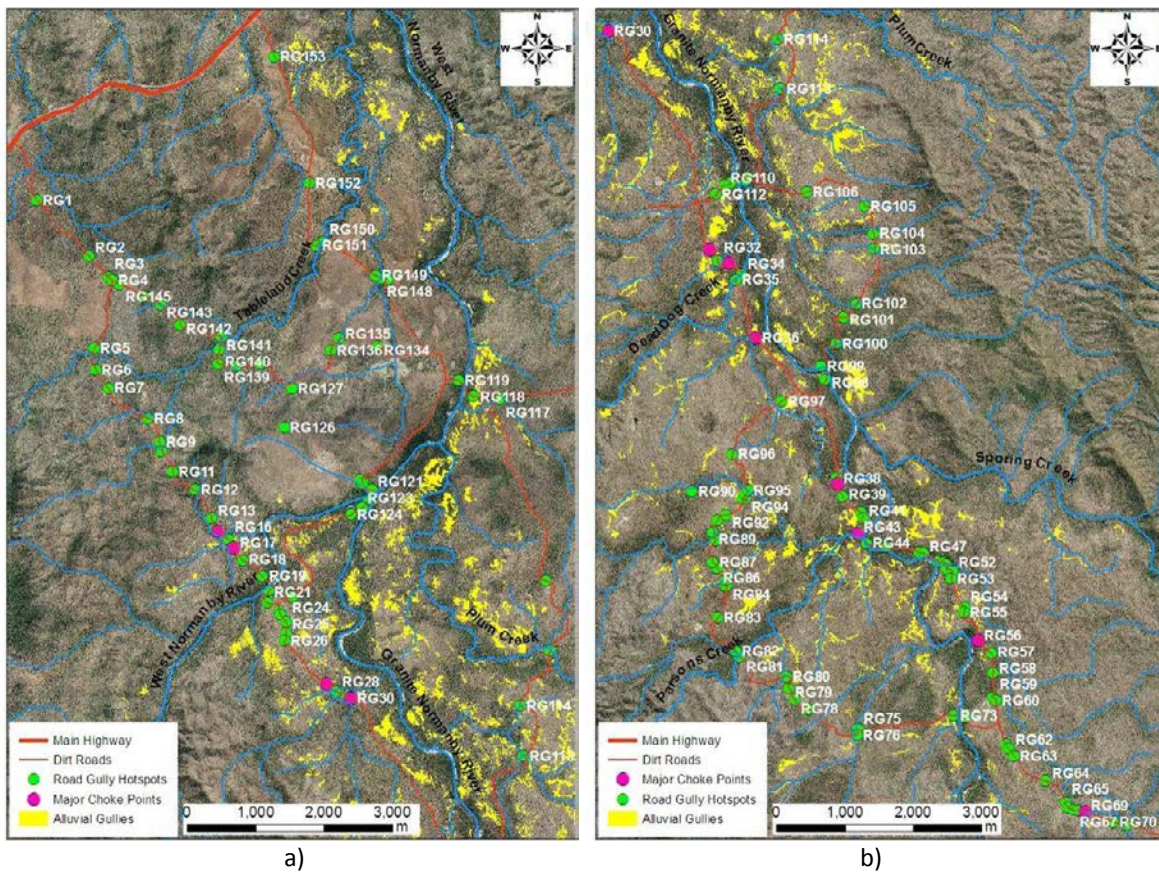 N
W
E
S
West
Normanby River
RG153
RG1
RG152
RG2
RG3
RG4
RG145
RG143
RG142
RG150
RG151
Tableland Creek
RG149
RG148
RG5
RG6
RG7
RG141
RG140
RG139
RG135
RG136
RG134
RG127
RG119
RG118
RG117
RG8
RG9
RG126
RG11
RG12
RG121
RG123
RG124
RG13
RG16
RG17
RG18
RG19
West Normanby River
RG21
RG24
RG25
RG26
Plum Creek
Granite Normanby River
RG28
RG30
RG114
Main Highway
Dirt Roads
Road Gully Hotspots
Major Choke Points
Alluvial Gullies
0 1,000 2,000 3,000
m
a)
N
W
E
S
RG30
RG114
Plum Creek
Granite Normanby River
RG110
RG112
RG106
RG105
RG104
RG103
RG32
RG34
RG35
Dead Dog Creek
RG102
RG101
RG100
RG97
RG96
Sporing Creek
RG38
RG39
RG90
RG95
RG94
RG92
RG89
RG43
RG44
RG47
RG52
RG53
RG87
RG86
RG84
RG83
RG54
RG55
RG56
RG57
RG58
RG59
RG60
RG82
RG81
Parsons Creek
RG80
RG79
RG78
RG75
RG76
RG73
RG62
RG63
RG64
RG65
RG69
RG67
RG70
Main Highway
Dirt Roads
Road Gully Hotspots
Major Choke Points
Road Gully Hotspots
Alluvial Gullies
0 1,000 2,000 3,000
m
b)